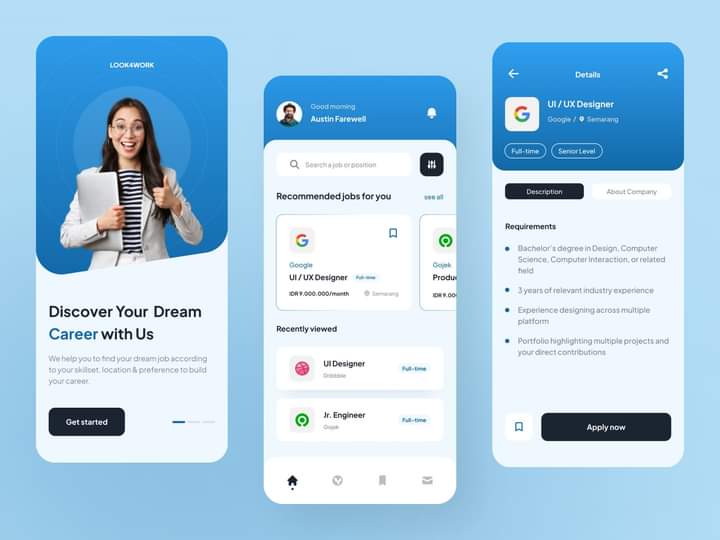 LOOK4WORK
Discover Your Dream
Career with Us
We help you to find your dream job according
to your skillset, location & preference to build
your career.
Get started
Good morning
Austin Farewell
Search a job or position
Recommended jobs for you
see all
Google
UI / UX Designer
Full-time
IDR 9.000.000/month
Semarang
Gojek
Produc
IDR 9.00
Recently viewed
UI Designer
Dribbble
Full-time
Jr. Engineer
Gojek
Full-time
Details
UI / UX Designer
Google / Semarang
Full-time
Senior Level
Description
About Company
Requirements
Bachelor's degree in Design, Computer
Science, Computer Interaction, or related
field
3 years of relevant industry experience
Experience designing across multiple
platform
Portfolio highlighting multiple projects and
your direct contributions
Apply now